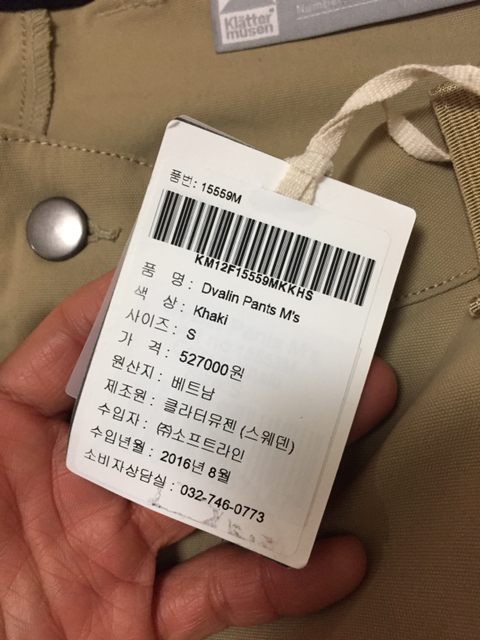 Klätter
musen
Number
품번: 15559M
KM12F15559MKKHS
품 명 : Dvalin Pants M's
색 상 : Khaki
사이즈 : S
가 격 : 527000원
원산지 : 베트남
제조원 : 클라터뮤젠 (스웨덴)
수입자 : ㈜소프트라인
수입년월 : 2016년 8월
소비자상담실 : 032-746-0773